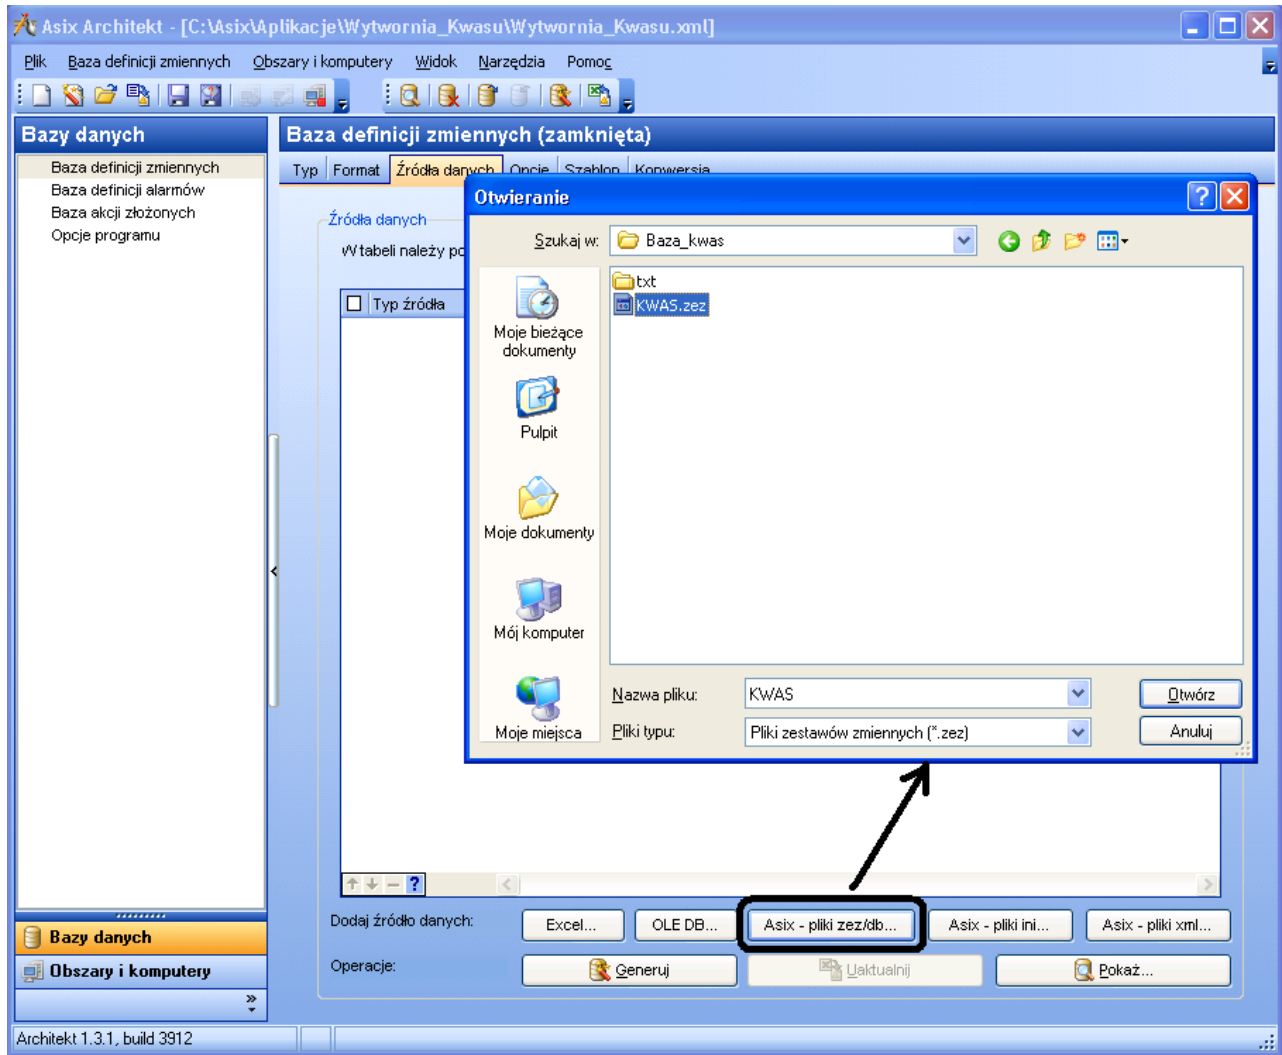 Asix Architekt - [C:\Asix\Aplikacje\Wytwornia_Kwasu\Wytwornia_Kwasu.xml]
Plik Baza definicji zmiennych Obszary i komputery Widok Narzędzia Pomoc
Bazy danych
Baza definicji zmiennych
Baza definicji alarmów
Baza akcji złożonych
Opcje programu
Baza definicji zmiennych (zamknięta)
Typ Format Źródła danych Opcje Szablon Konwersja
Źródła danych
W tabeli należy po
Typ źródła
Otwieranie
Szukaj w: Baza_kwas
txt
KWAS.zez
Moje bieżące
dokumenty
Pulpit
Moje dokumenty
Mój komputer
Moje miejsca
Nazwa pliku: KWAS Otwórz
Pliki typu: Pliki zestawów zmiennych (*.zez) Anuluj
Dodaj źródło danych: Excel... OLE DB... Asix - pliki zez/db... Asix - pliki ini... Asix - pliki xml...
Operacje: Generuj Uaktualnij Pokaż...
Bazy danych
Obszary i komputery
Architekt 1.3.1, build 3912